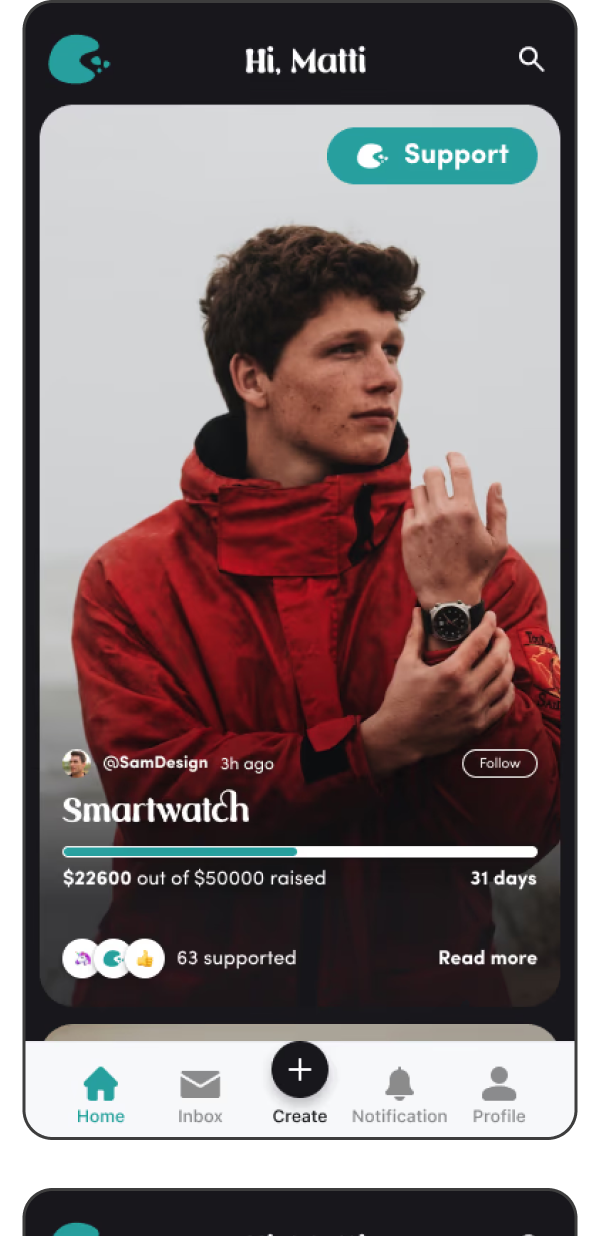 Hi, Matti
Support
@SamDesign 3h ago
Follow
Smartwatch
$22600 out of $50000 raised
31 days
63 supported
Read more
Home
Inbox
Create
Notification
Profile